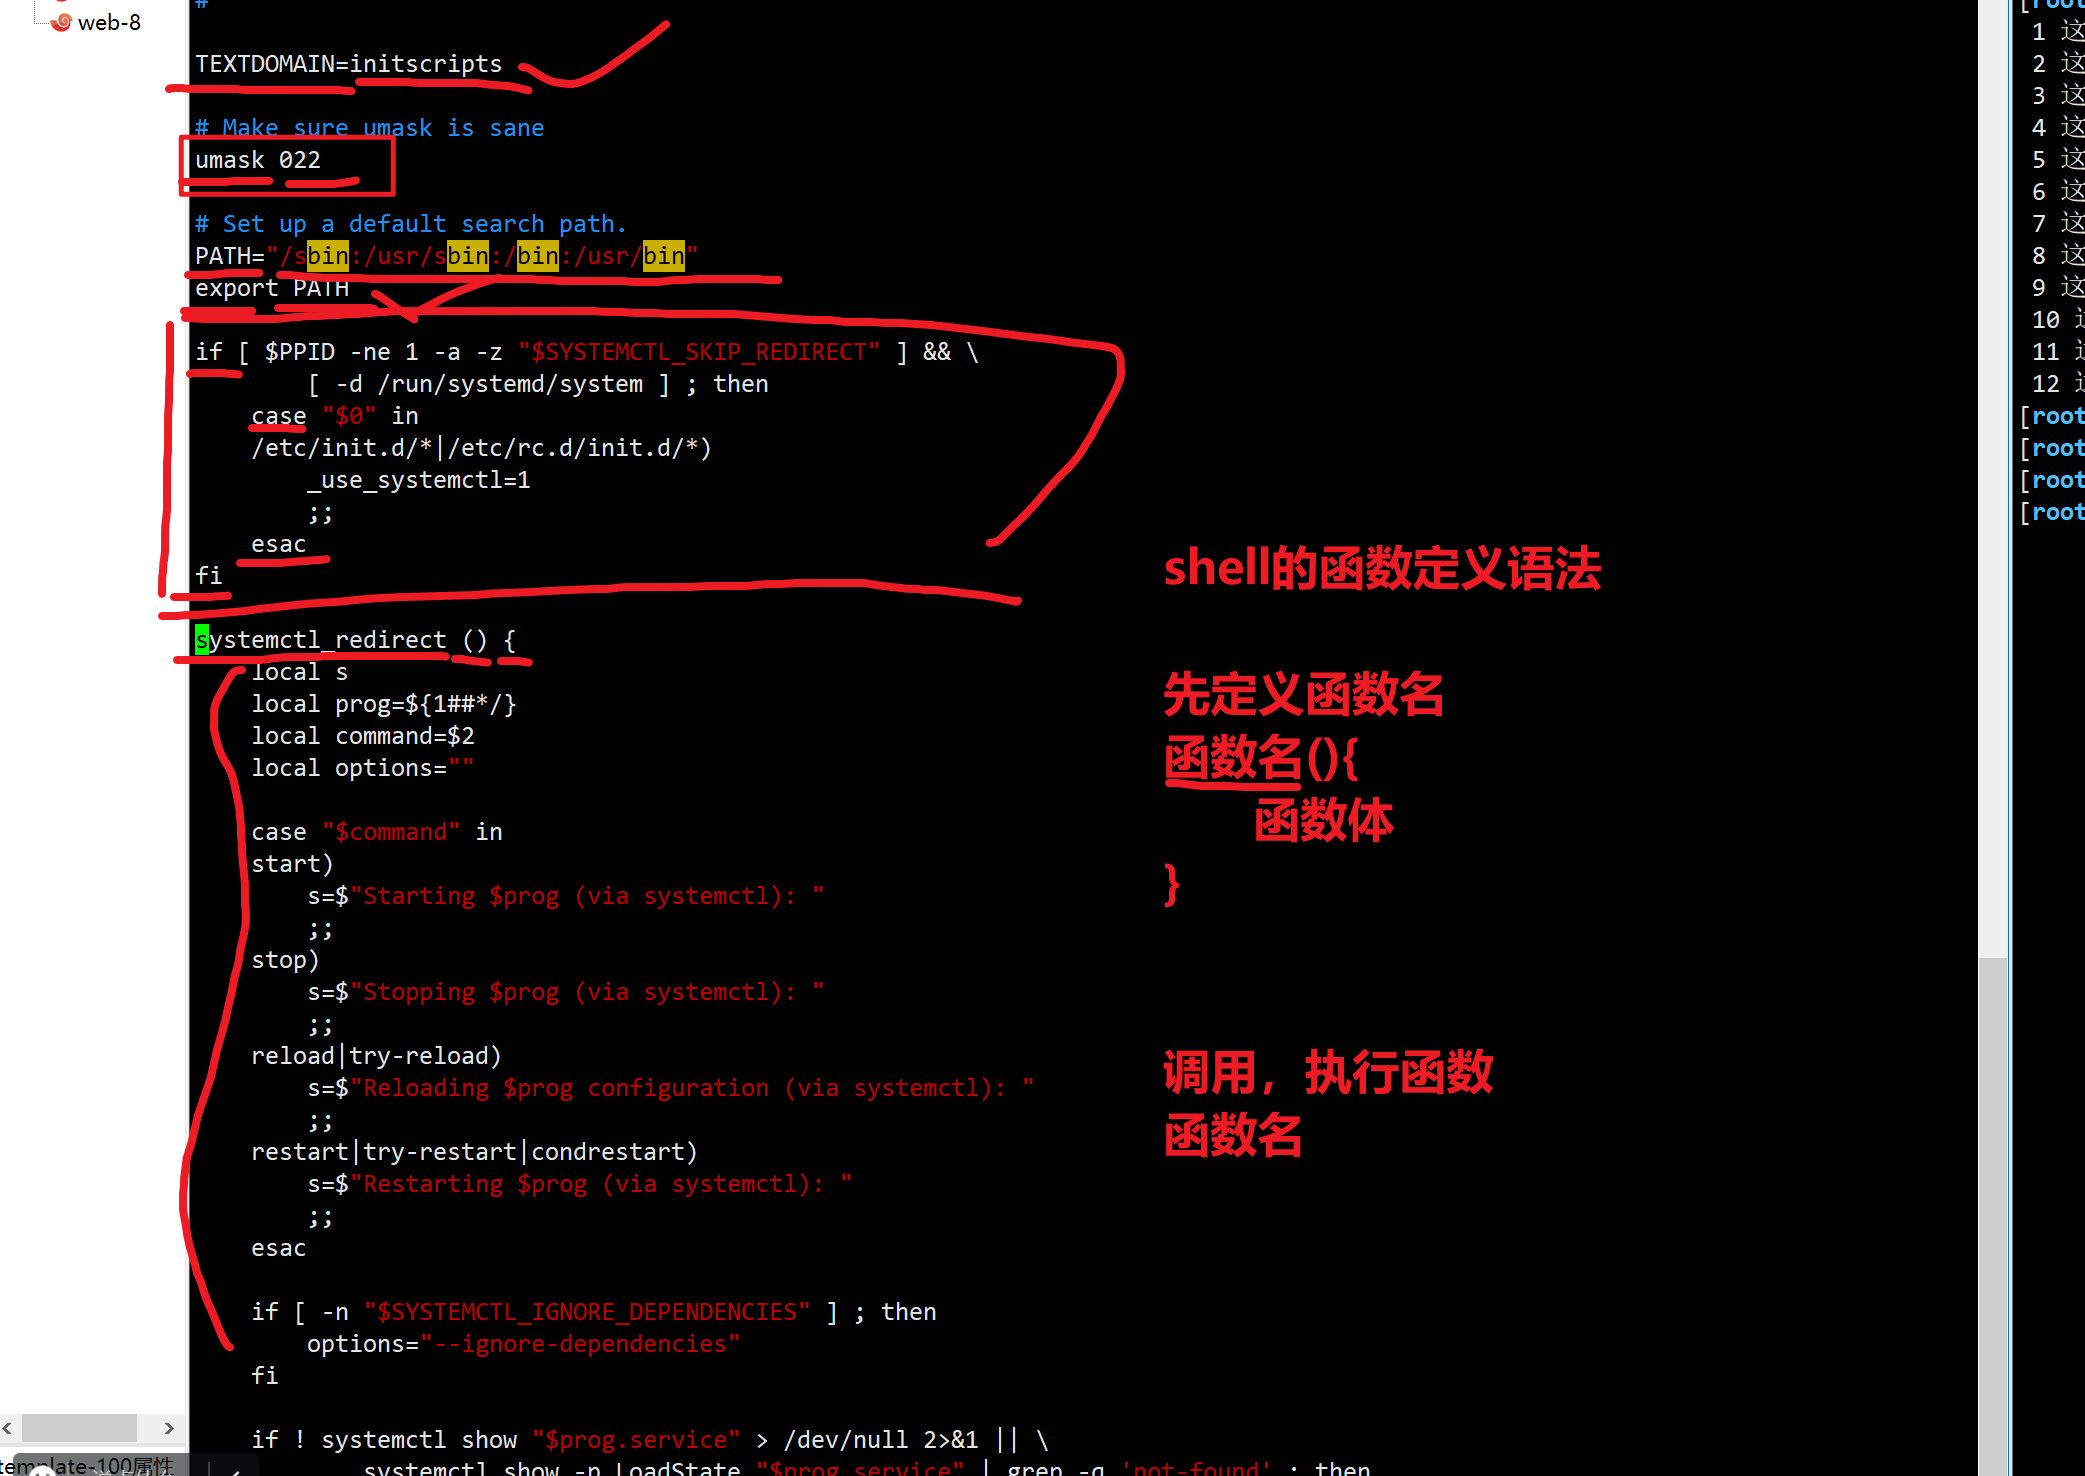 web-8
#
TEXTDOMAIN=initscripts
# Make sure umask is sane
umask 022
# Set up a default search path.
PATH="/sbin:/usr/sbin:/bin:/usr/bin"
export PATH
if [ $PPID -ne 1 -a -z "$SYSTEMCTL_SKIP_REDIRECT" ] && \
[ -d /run/systemd/system ] ; then
case "$0" in
/etc/init.d/*|/etc/rc.d/init.d/*)
_use_systemctl=1
;;
esac
fi
systemctl_redirect () {
local s
local prog=${1##*/}
local command=$2
local options=""
case "$command" in
start)
s=$"Starting $prog (via systemctl): "
;;
stop)
s=$"Stopping $prog (via systemctl): "
;;
reload|try-reload)
s=$"Reloading $prog configuration (via systemctl): "
;;
restart|try-restart|condrestart)
s=$"Restarting $prog (via systemctl): "
;;
esac
if [ -n "$SYSTEMCTL_IGNORE_DEPENDENCIES" ] ; then
options="--ignore-dependencies"
fi
if ! systemctl show "$prog.service" > /dev/null 2>&1 || \
systemctl show -p LoadState "$prog.service" | grep -q 'not-found' ; then
shell的函数定义语法
先定义函数名
函数名(){
函数体
}
调用，执行函数
函数名
[root
1 这
2 这
3 这
4 这
5 这
6 这
7 这
8 这
9 这
10 这
11 这
12 这
[root
[root
[root
[root
template-100属性